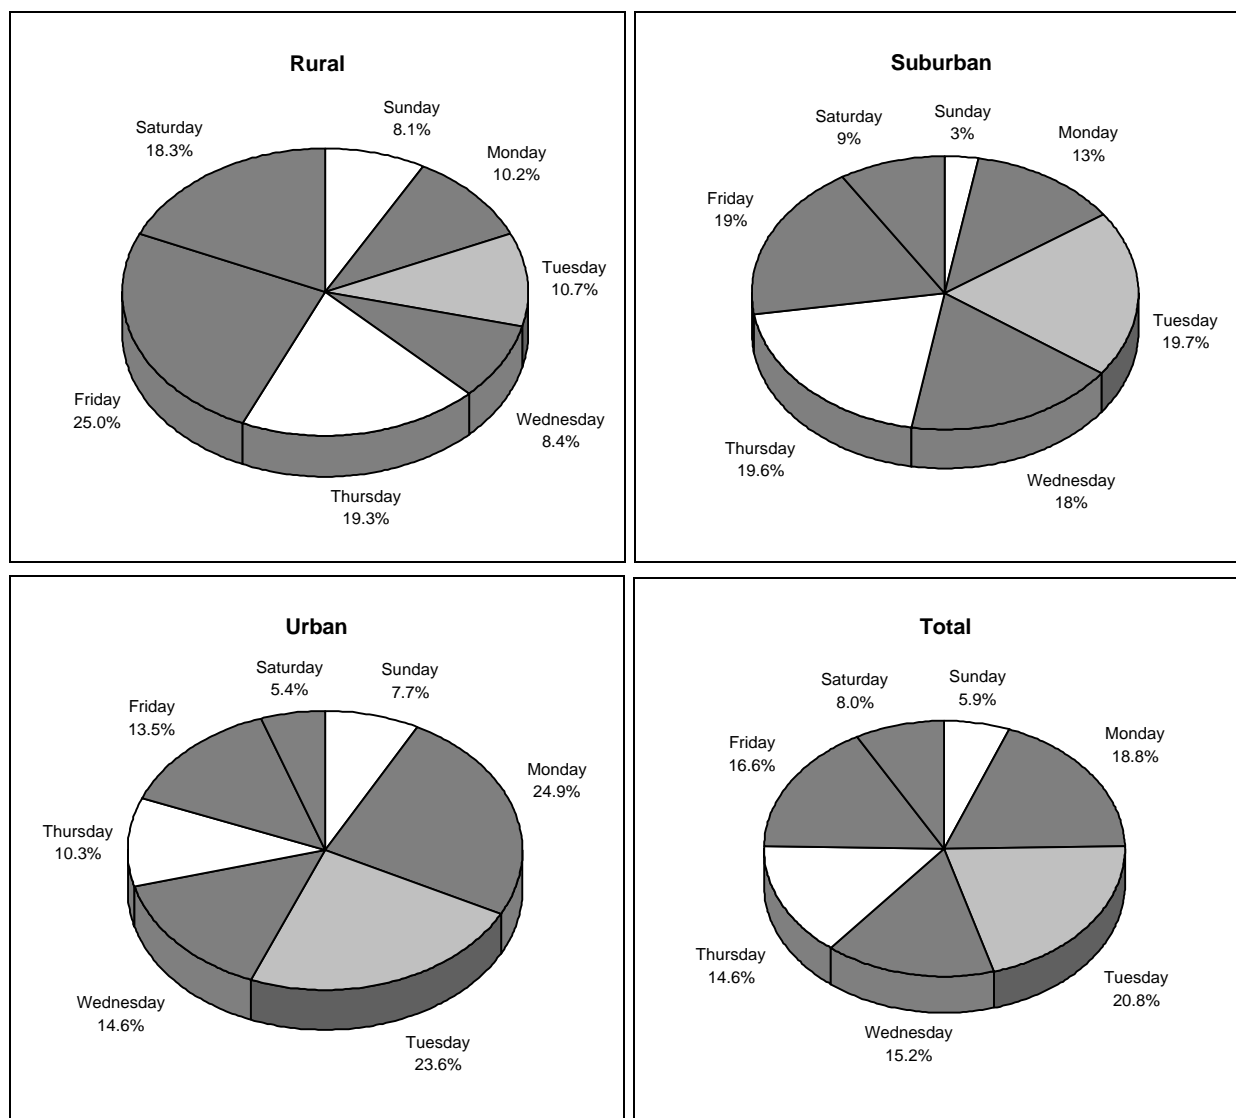 Rural
Sunday
8.1%
Monday
10.2%
Tuesday
10.7%
Wednesday
8.4%
Thursday
19.3%
Friday
25.0%
Saturday
18.3%
Suburban
Sunday
3%
Monday
13%
Tuesday
19.7%
Wednesday
18%
Thursday
19.6%
Friday
19%
Saturday
9%
Urban
Sunday
7.7%
Monday
24.9%
Tuesday
23.6%
Wednesday
14.6%
Thursday
10.3%
Friday
13.5%
Saturday
5.4%
Total
Sunday
5.9%
Monday
18.8%
Tuesday
20.8%
Wednesday
15.2%
Thursday
14.6%
Friday
16.6%
Saturday
8.0%